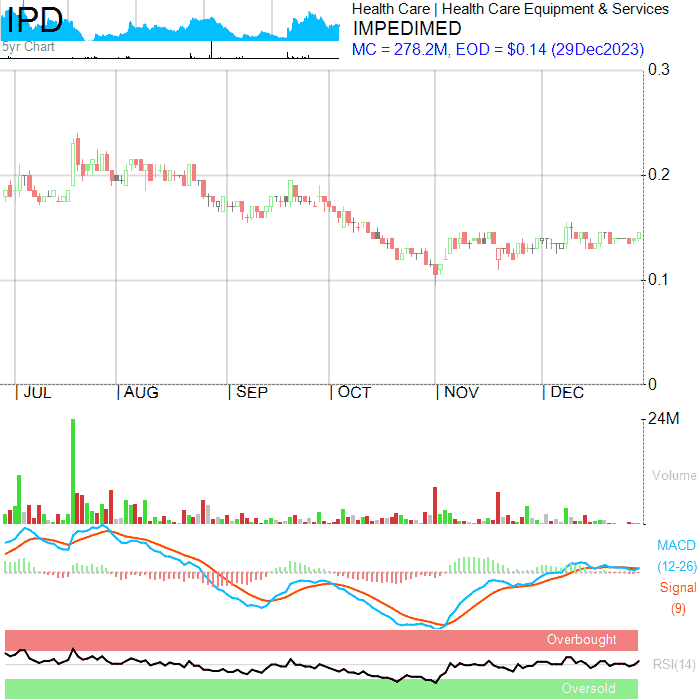 IPD
5yr Chart
Health Care | Health Care Equipment & Services
IMPEDIMED
MC = 278.2M, EOD = $0.14 (29Dec2023)
0.3
0.2
0.1
0
| JUL | AUG | SEP | OCT | NOV | DEC
24M
Volume
MACD
(12-26)
Signal
(9)
Overbought
RSI(14)
Oversold